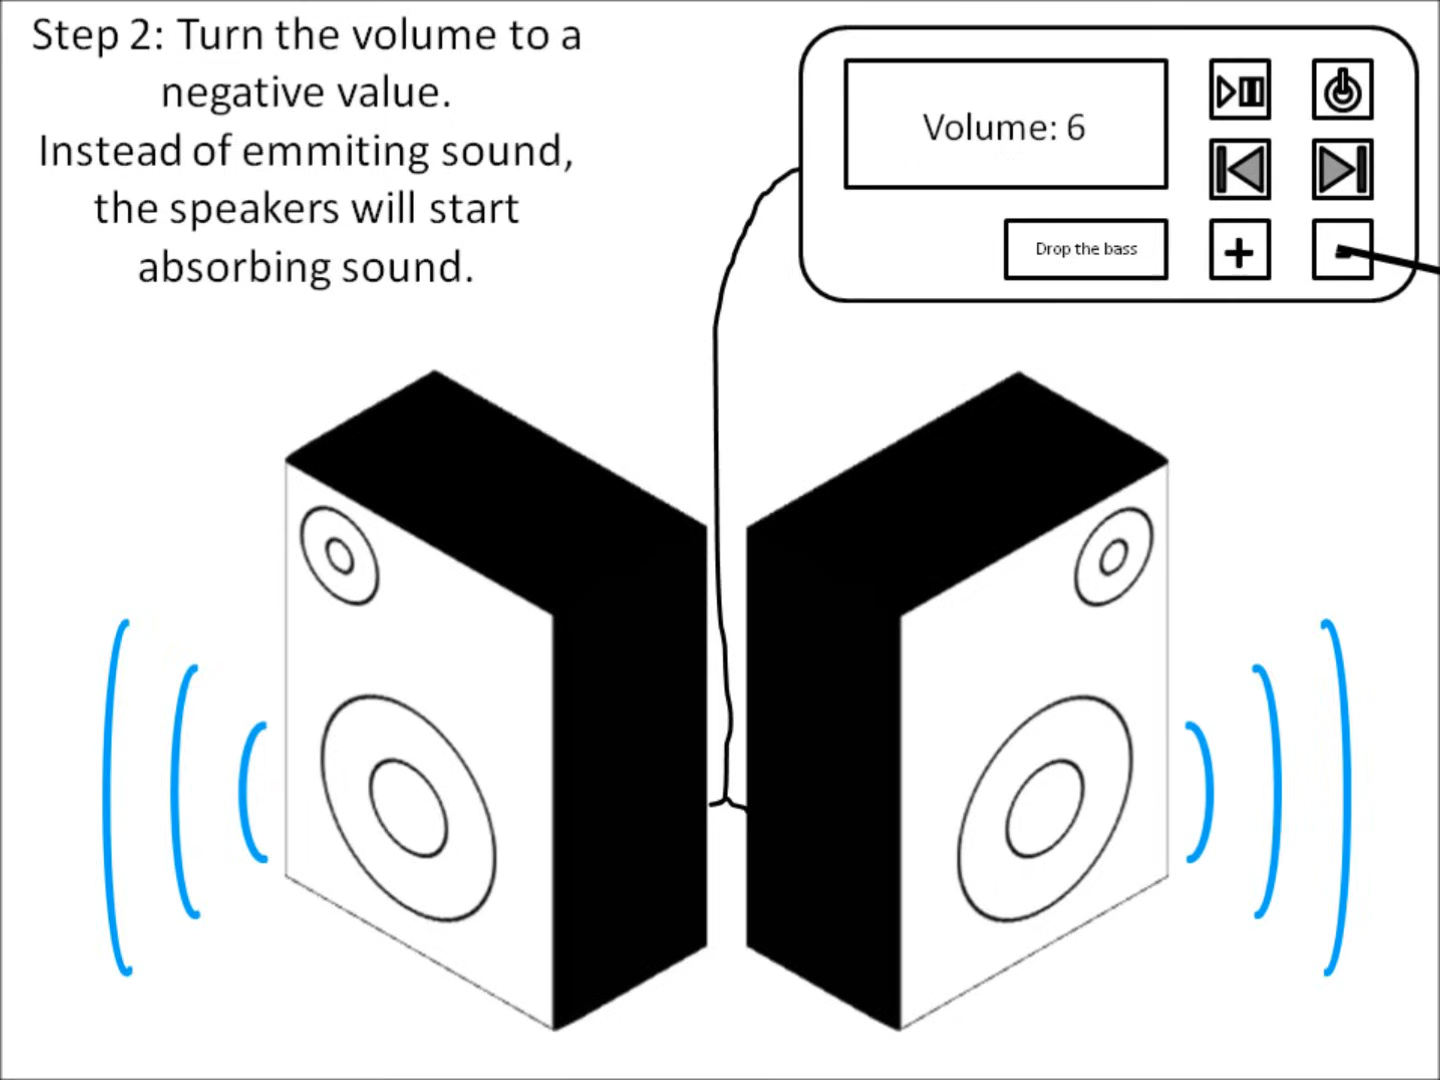 Step 2: Turn the volume to a
negative value.
Instead of emmiting sound,
the speakers will start
absorbing sound.
Volume: 6
Drop the bass
+
-